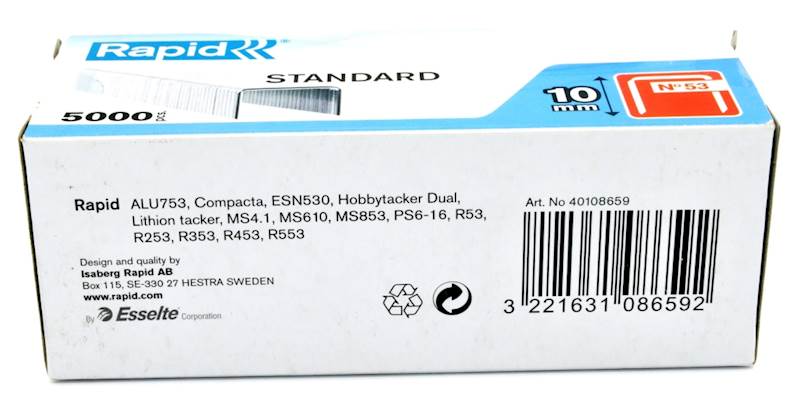 Rapid
STANDARD
5000 pcs.
10 mm
Nº 53
Rapid ALU753, Compacta, ESN530, Hobbytacker Dual,
Lithion tacker, MS4.1, MS610, MS853, PS6-16, R53,
R253, R353, R453, R553
Design and quality by
Isaberg Rapid AB
Box 115, SE-330 27 HESTRA SWEDEN
www.rapid.com
By Esselte Corporation
Art. No 40108659
3 221631 086592